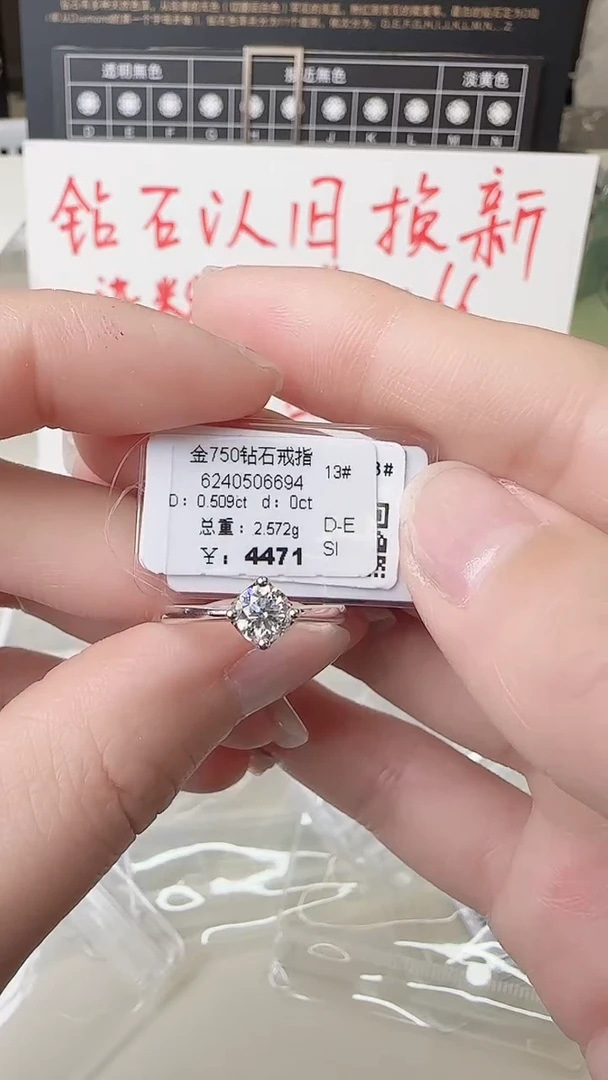 透明無色 接近無色 淡黄色
D E F G H I J K L M N
钻石以旧换新
金750钻石戒指
6240506694
13#
D: 0.509ct d: 0ct
总重: 2.572g
D-E
¥: 4471
SI